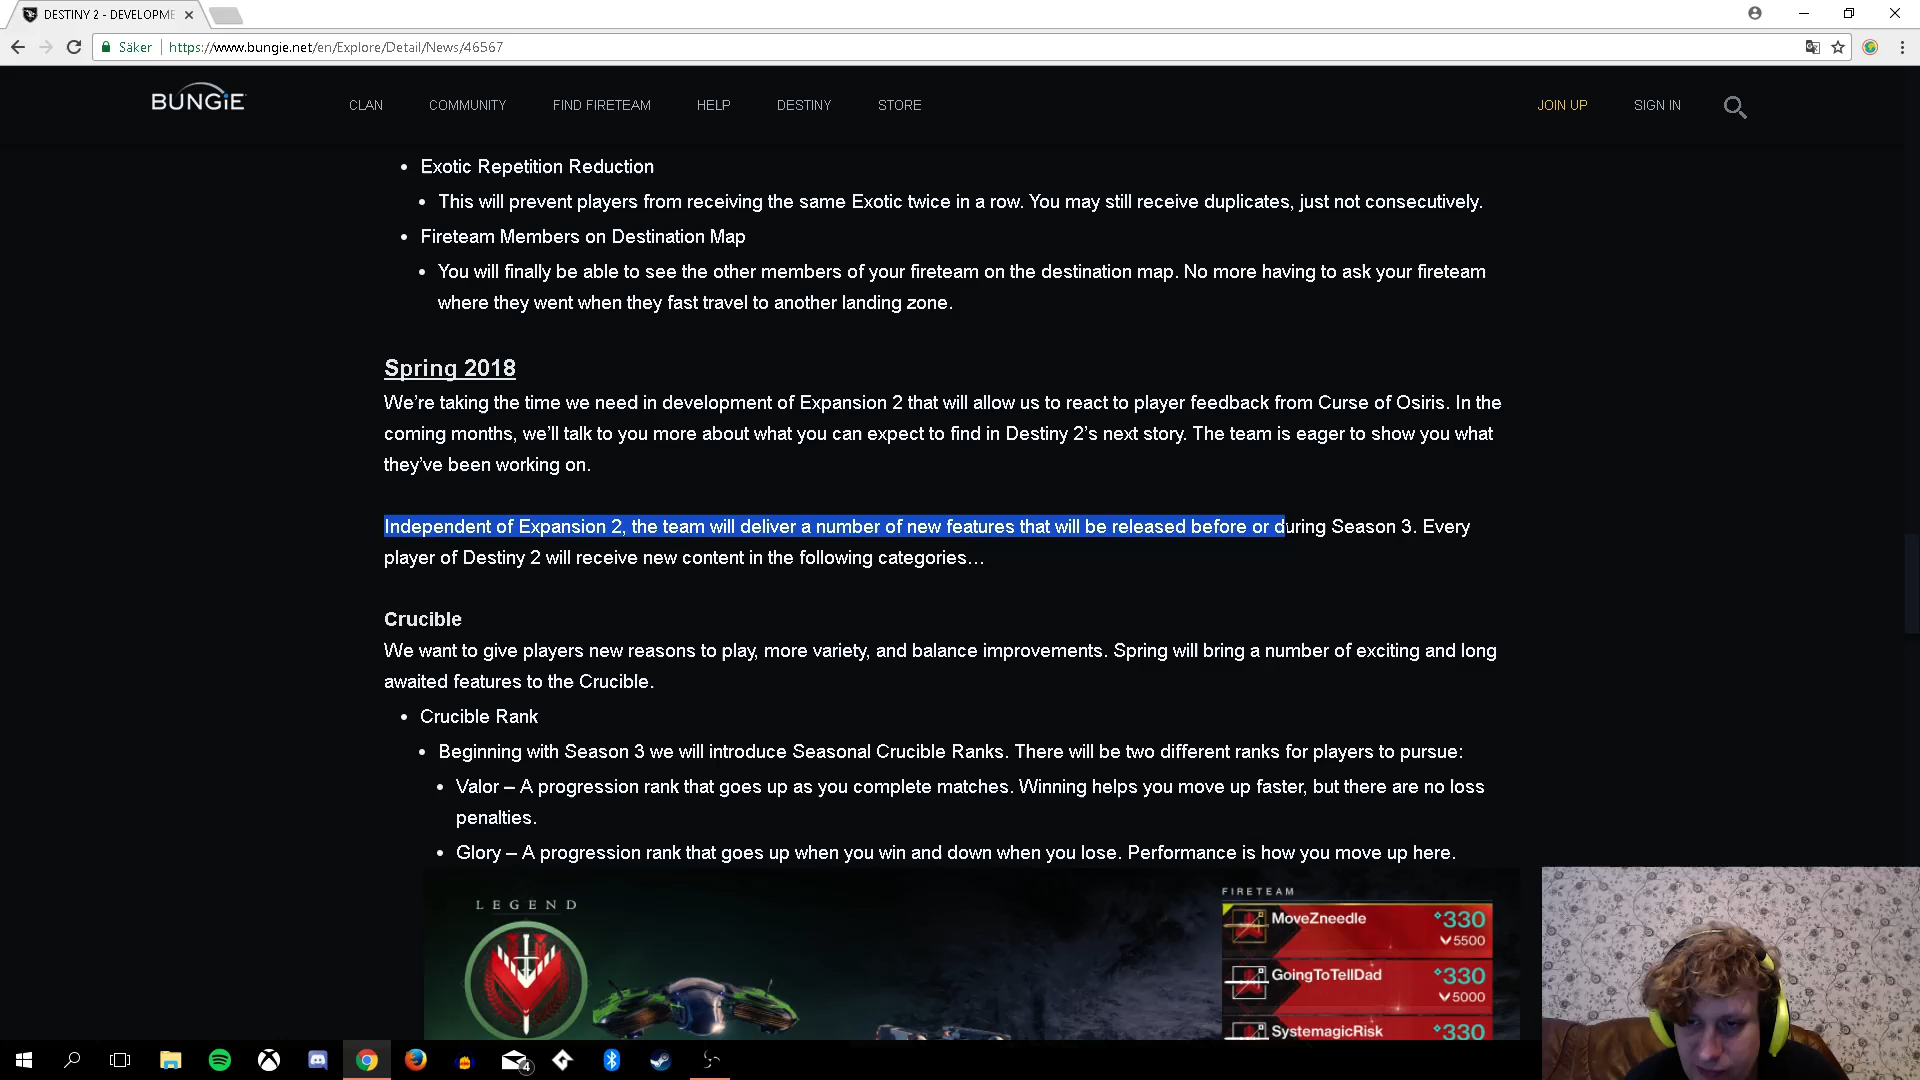 DESTINY 2 - DEVELOPME
Säker
https://www.bungie.net/en/Explore/Detail/News/46567
BUNGiE
CLAN
COMMUNITY
FIND FIRETEAM
HELP
DESTINY
STORE
JOIN UP
SIGN IN
Exotic Repetition Reduction
This will prevent players from receiving the same Exotic twice in a row. You may still receive duplicates, just not consecutively.
Fireteam Members on Destination Map
You will finally be able to see the other members of your fireteam on the destination map. No more having to ask your fireteam
where they went when they fast travel to another landing zone.
Spring 2018
We're taking the time we need in development of Expansion 2 that will allow us to react to player feedback from Curse of Osiris. In the
coming months, we'll talk to you more about what you can expect to find in Destiny 2's next story. The team is eager to show you what
they've been working on.
Independent of Expansion 2, the team will deliver a number of new features that will be released before or during Season 3. Every
player of Destiny 2 will receive new content in the following categories…
Crucible
We want to give players new reasons to play, more variety, and balance improvements. Spring will bring a number of exciting and long
awaited features to the Crucible.
Crucible Rank
Beginning with Season 3 we will introduce Seasonal Crucible Ranks. There will be two different ranks for players to pursue:
Valor – A progression rank that goes up as you complete matches. Winning helps you move up faster, but there are no loss
penalties.
Glory – A progression rank that goes up when you win and down when you lose. Performance is how you move up here.
LEGEND
FIRETEAM
MoveZneedle
330
5500
GoingToTellDad
330
5000
SystemagicRisk
330
4